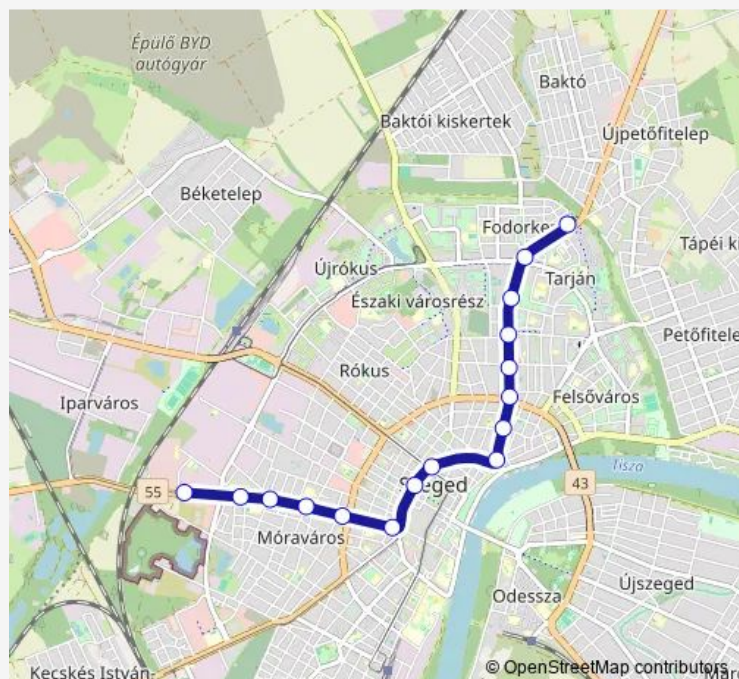 Épülő BYD
autógyár
Baktó
Baktói kiskertek
Újpetőfitelep
Béketelep
Fodorke
Tápéi ki
Újrókus
Tarján
Északi városrész
Petőfitele
Rókus
Iparváros
Felsőváros
Tisza
Szeged
55
43
Móraváros
Újszeged
Odessza
Kecskés István-
© OpenStreetMap contributors